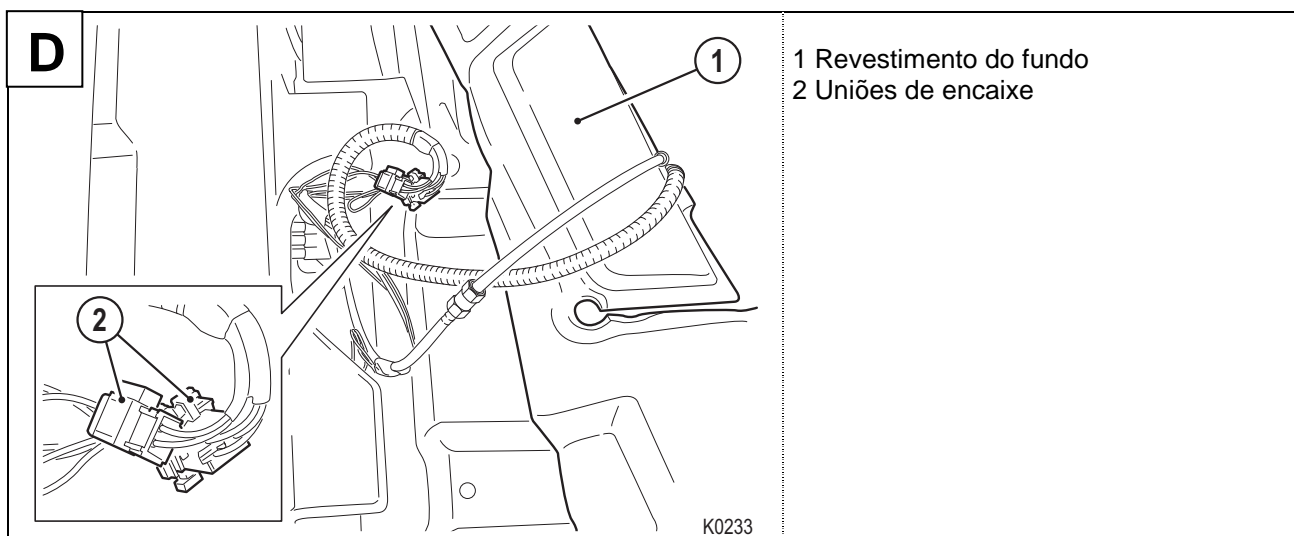 D
1
1 Revestimento do fundo
2 Uniões de encaixe
2
K0233